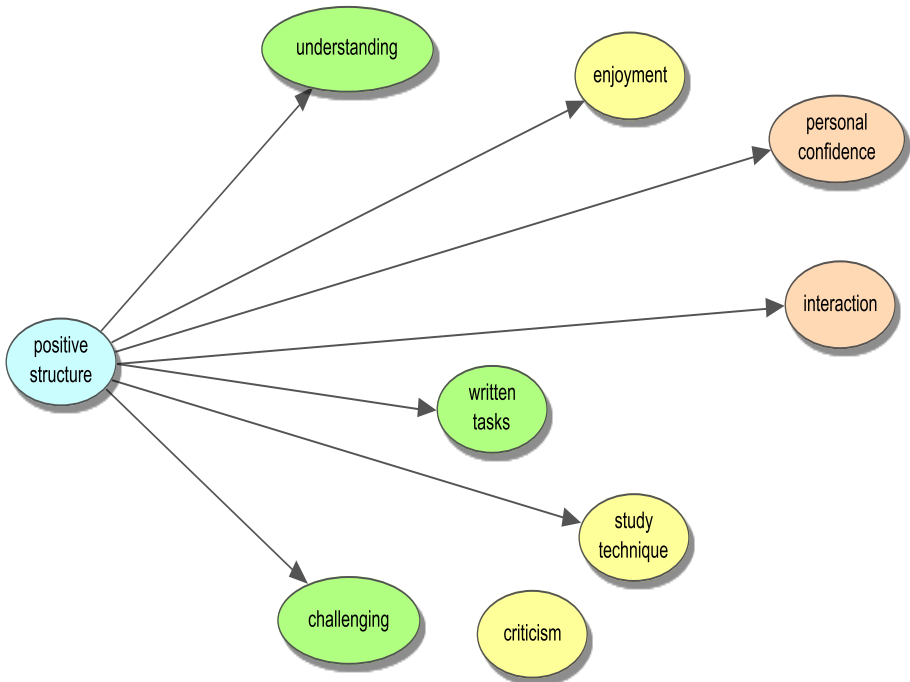 understanding
enjoyment
personal
confidence
interaction
positive
structure
written
tasks
study
technique
challenging
criticism